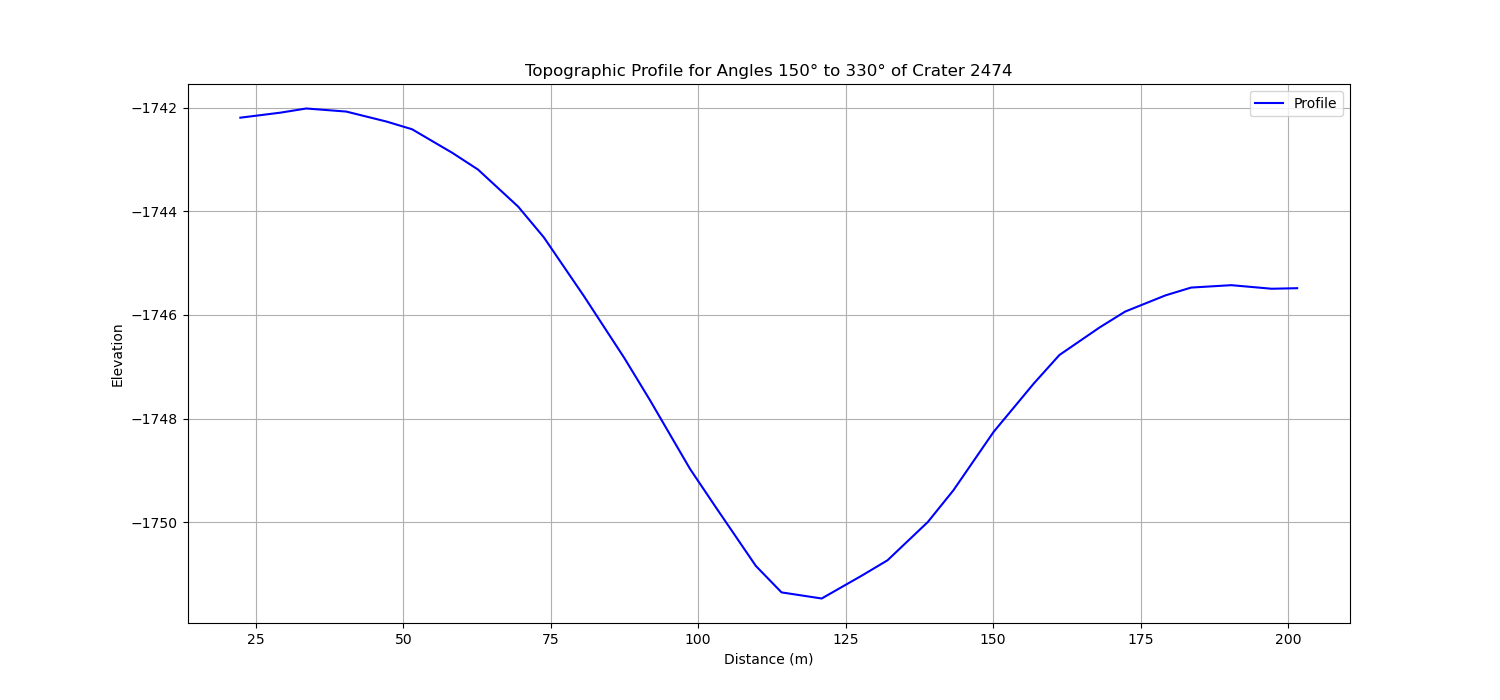 Topographic Profile for Angles 150° to 330° of Crater 2474
Profile
−1742
−1744
−1746
−1748
−1750
Elevation
25 50 75 100 125 150 175 200
Distance (m)